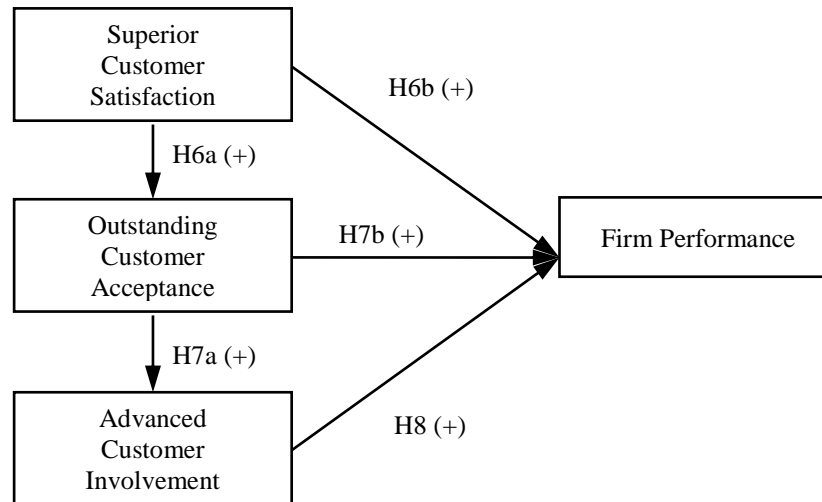 Superior
Customer
Satisfaction
H6b (+)
H6a (+)
Outstanding
Customer
Acceptance
H7b (+)
Firm Performance
H7a (+)
Advanced
Customer
Involvement
H8 (+)